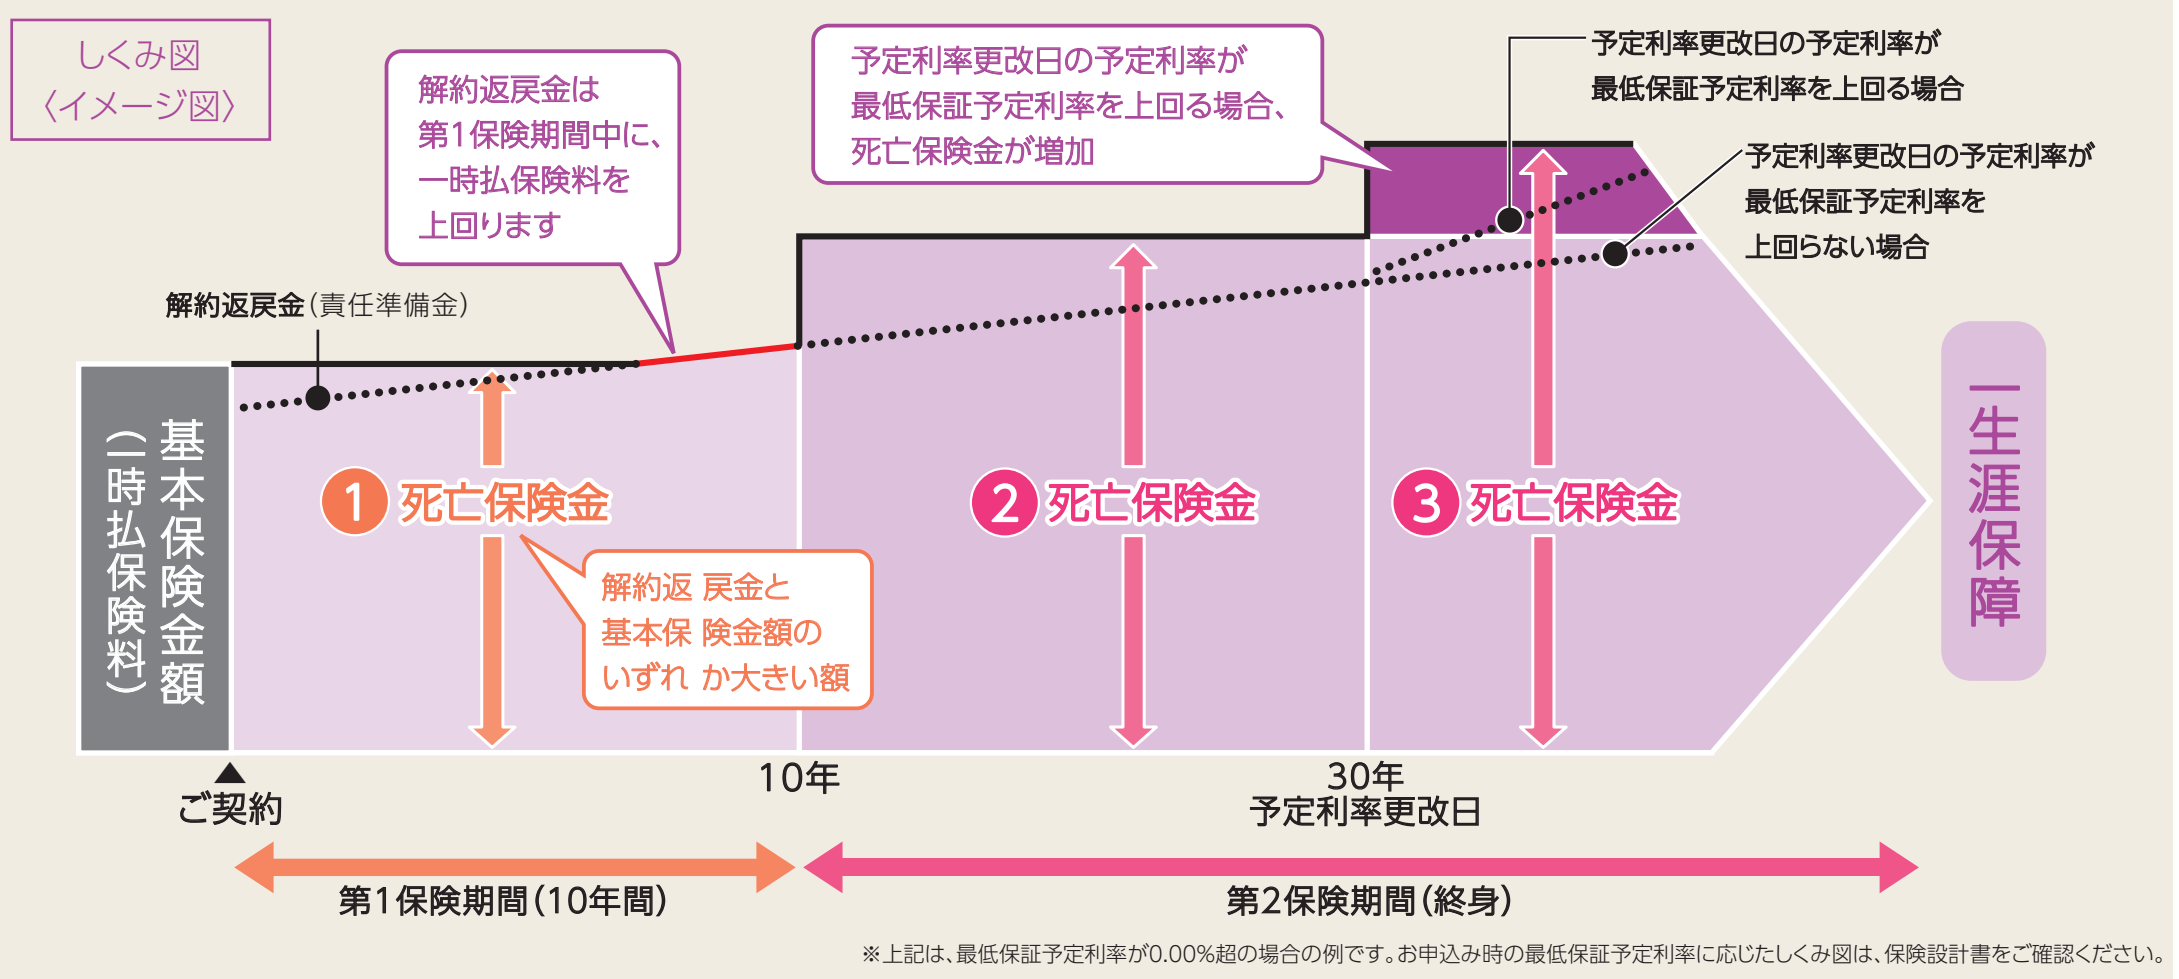 しくみ図
〈イメージ図〉
解約返戻金は
第1保険期間中に、
一時払保険料を
上回ります
予定利率更改日の予定利率が
最低保証予定利率を上回る場合、
死亡保険金が増加
予定利率更改日の予定利率が
最低保証予定利率を上回る場合
予定利率更改日の予定利率が
最低保証予定利率を
上回らない場合
解約返戻金(責任準備金)
基本保険金額
(一時払保険料)
1 死亡保険金
2 死亡保険金
3 死亡保険金
解約返 戻金と
基本保 険金額の
いずれ か大きい額
一生涯保障
ご契約
10年
30年
予定利率更改日
第1保険期間(10年間)
第2保険期間(終身)
※上記は、最低保証予定利率が0.00%超の場合の例です。お申込み時の最低保証予定利率に応じたしくみ図は、保険設計書をご確認ください。